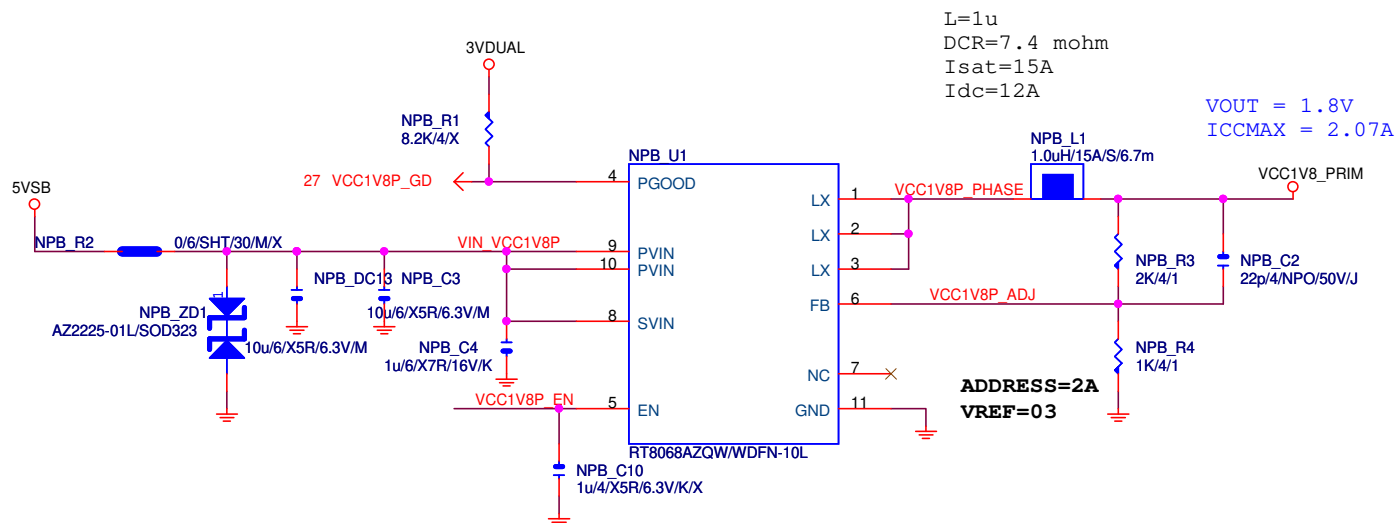 L=1u
DCR=7.4 mohm
Isat=15A
Idc=12A
VOUT = 1.8V
ICCMAX = 2.07A
3VDUAL
NPB_R1
8.2K/4/X
27 VCC1V8P_GD
5VSB
NPB_R2
0/6/SHT/30/M/X
VIN_VCC1V8P
NPB_ZD1
AZ2225-01L/SOD323
1
NPB_DC13
10u/6/X5R/6.3V/M
NPB_C3
10u/6/X5R/6.3V/M
NPB_C4
1u/6/X7R/16V/K
VCC1V8P_EN
NPB_C10
1u/4/X5R/6.3V/K/X
NPB_U1
4 PGOOD
9 PVIN
10 PVIN
8 SVIN
5 EN
LX 1
LX 2
LX 3
FB 6
NC 7
GND 11
RT8068AZQW/WDFN-10L
VCC1V8P_PHASE
NPB_L1
1.0uH/15A/S/6.7m
VCC1V8_PRIM
NPB_R3
2K/4/1
NPB_C2
22p/4/NPO/50V/J
VCC1V8P_ADJ
NPB_R4
1K/4/1
ADDRESS=2A
VREF=03